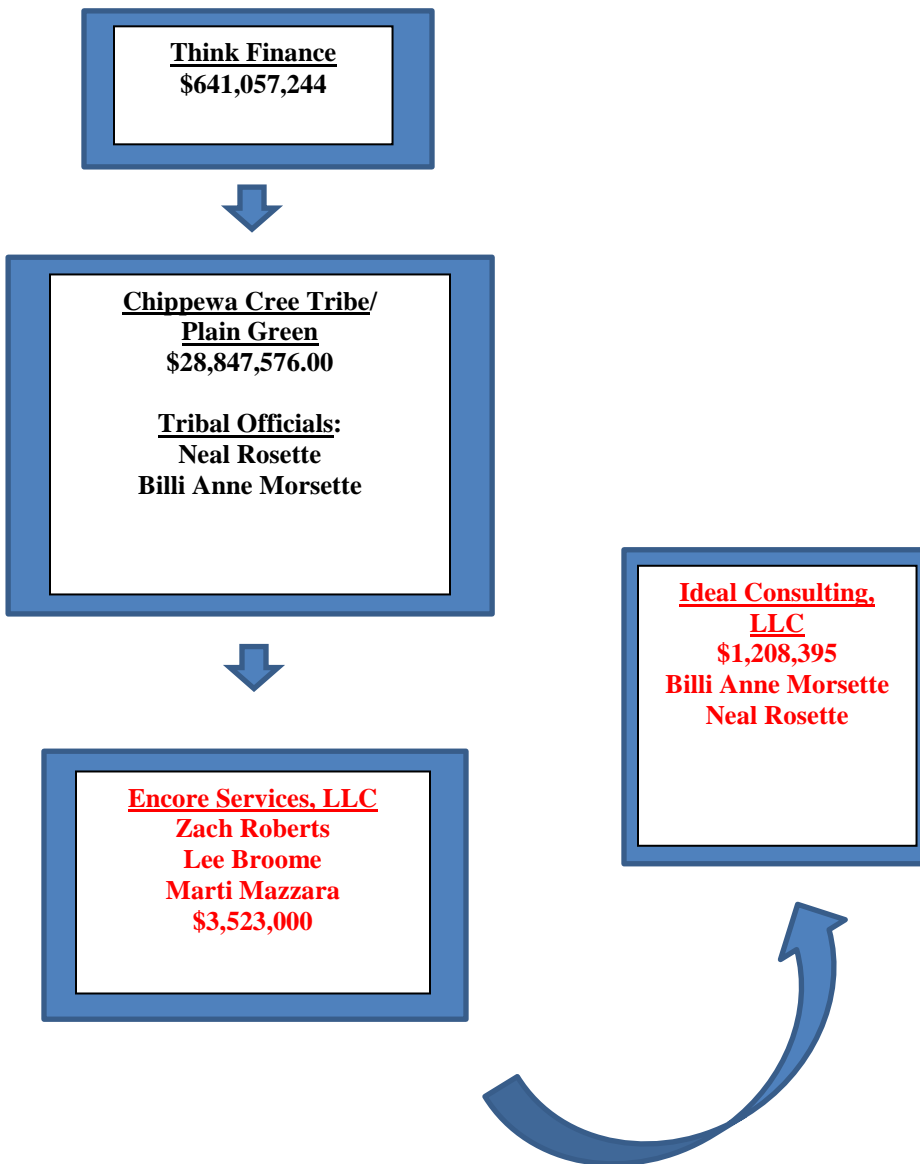 Think Finance
$641,057,244
Chippewa Cree Tribe/
Plain Green
$28,847,576.00
Tribal Officials:
Neal Rosette
Billi Anne Morsette
Encore Services, LLC
Zach Roberts
Lee Broome
Marti Mazzara
$3,523,000
Ideal Consulting,
LLC
$1,208,395
Billi Anne Morsette
Neal Rosette